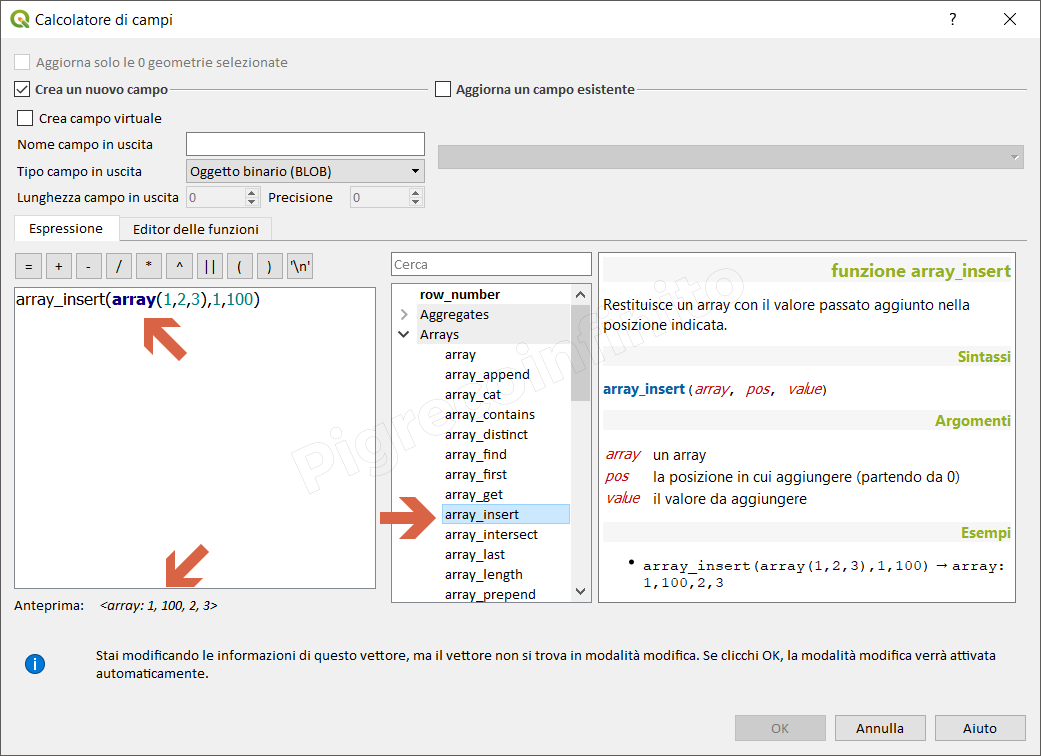 Calcolatore di campi
?
Aggiorna solo le 0 geometrie selezionate
Crea un nuovo campo
Aggiorna un campo esistente
Crea campo virtuale
Nome campo in uscita
Tipo campo in uscita
Oggetto binario (BLOB)
Lunghezza campo in uscita
0
Precisione
0
Espressione
Editor delle funzioni
= + - / * ^ || ( ) '\n'
array_insert(array(1,2,3),1,100)
Anteprima: <array: 1, 100, 2, 3>
Cerca
row_number
Aggregates
Arrays
array
array_append
array_cat
array_contains
array_distinct
array_find
array_first
array_get
array_insert
array_intersect
array_last
array_length
array_prepend
funzione array_insert
Restituisce un array con il valore passato aggiunto nella
posizione indicata.
Sintassi
array_insert(array, pos, value)
Argomenti
array un array
pos la posizione in cui aggiungere (partendo da 0)
value il valore da aggiungere
Esempi
array_insert(array(1,2,3),1,100) → array:
1,100,2,3
Pigrecoinfinito
Stai modificando le informazioni di questo vettore, ma il vettore non si trova in modalità modifica. Se clicchi OK, la modalità modifica verrà attivata
automaticamente.
OK
Annulla
Aiuto